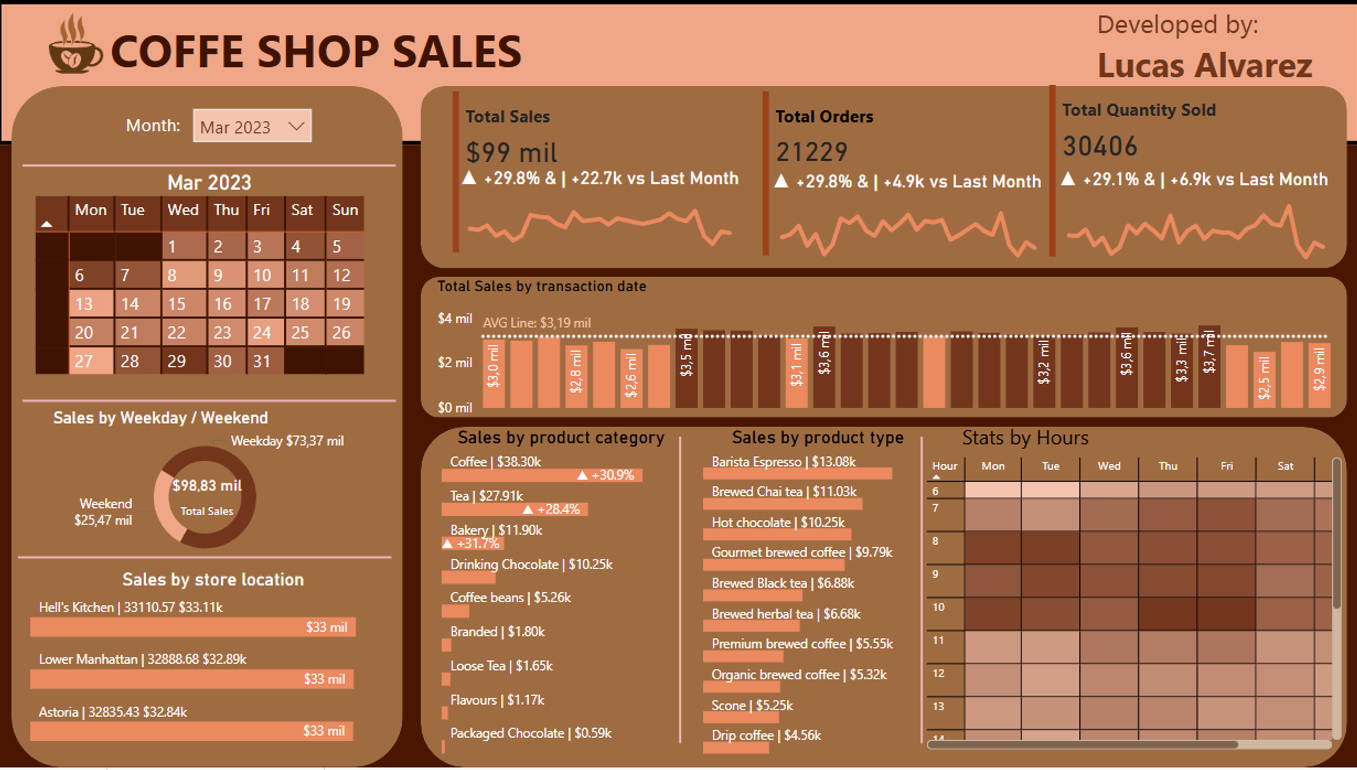 COFFE SHOP SALES
Developed by:
Lucas Alvarez
Month: Mar 2023
Mar 2023
Mon Tue Wed Thu Fri Sat Sun
1 2 3 4 5
6 7 8 9 10 11 12
13 14 15 16 17 18 19
20 21 22 23 24 25 26
27 28 29 30 31
Sales by Weekday / Weekend
Weekday $73,37 mil
$98,83 mil
Total Sales
Weekend
$25,47 mil
Sales by store location
Hell's Kitchen | 33110.57 $33.11k
$33 mil
Lower Manhattan | 32888.68 $32.89k
$33 mil
Astoria | 32835.43 $32.84k
$33 mil
Total Sales
$99 mil
▲ +29.8% & | +22.7k vs Last Month
Total Orders
21229
▲ +29.8% & | +4.9k vs Last Month
Total Quantity Sold
30406
▲ +29.1% & | +6.9k vs Last Month
Total Sales by transaction date
$4 mil
AVG Line: $3,19 mil
$2 mil
$0 mil
$3,0 mil
$2,8 mil
$2,6 mil
$3,5 mil
$3,1 mil
$3,6 mil
$3,2 mil
$3,6 mil
$3,3 mil
$3,7 mil
$2,5 mil
$2,9 mil
Sales by product category
Coffee | $38.30k
▲ +30.9%
Tea | $27.91k
▲ +28.4%
Bakery | $11.90k
▲ +31.7%
Drinking Chocolate | $10.25k
Coffee beans | $5.26k
Branded | $1.80k
Loose Tea | $1.65k
Flavours | $1.17k
Packaged Chocolate | $0.59k
Sales by product type
Barista Espresso | $13.08k
Brewed Chai tea | $11.03k
Hot chocolate | $10.25k
Gourmet brewed coffee | $9.79k
Brewed Black tea | $6.88k
Brewed herbal tea | $6.68k
Premium brewed coffee | $5.55k
Organic brewed coffee | $5.32k
Scone | $5.25k
Drip coffee | $4.56k
Stats by Hours
Hour Mon Tue Wed Thu Fri Sat
6
7
8
9
10
11
12
13
14